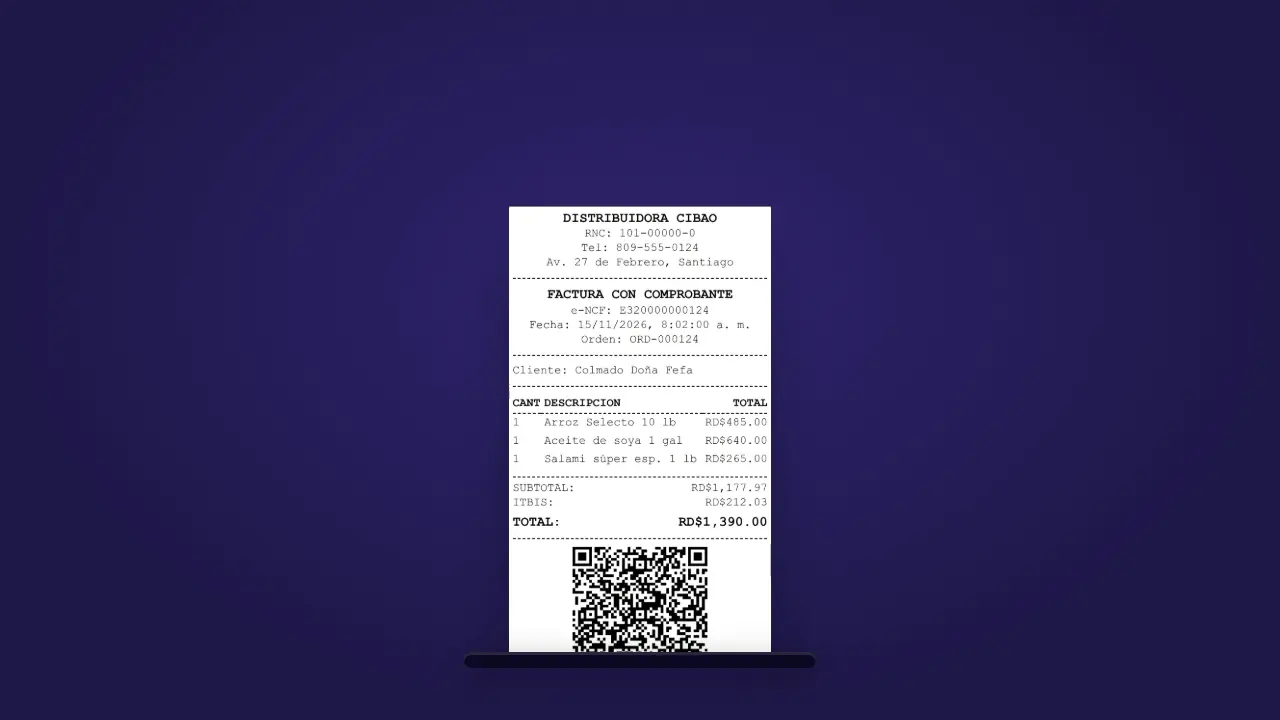 DISTRIBUIDORA CIBAO
RNC: 101-00000-0
Tel: 809-555-0124
Av. 27 de Febrero, Santiago
FACTURA CON COMPROBANTE
e-NCF: E320000000124
Fecha: 15/11/2026, 8:02:00 a. m.
Orden: ORD-000124
Cliente: Colmado Doña Fefa
CANT DESCRIPCION TOTAL
1 Arroz Selecto 10 lb RD$485.00
1 Aceite de soya 1 gal RD$640.00
1 Salami súper esp. 1 lb RD$265.00
SUBTOTAL: RD$1,177.97
ITBIS: RD$212.03
TOTAL: RD$1,390.00